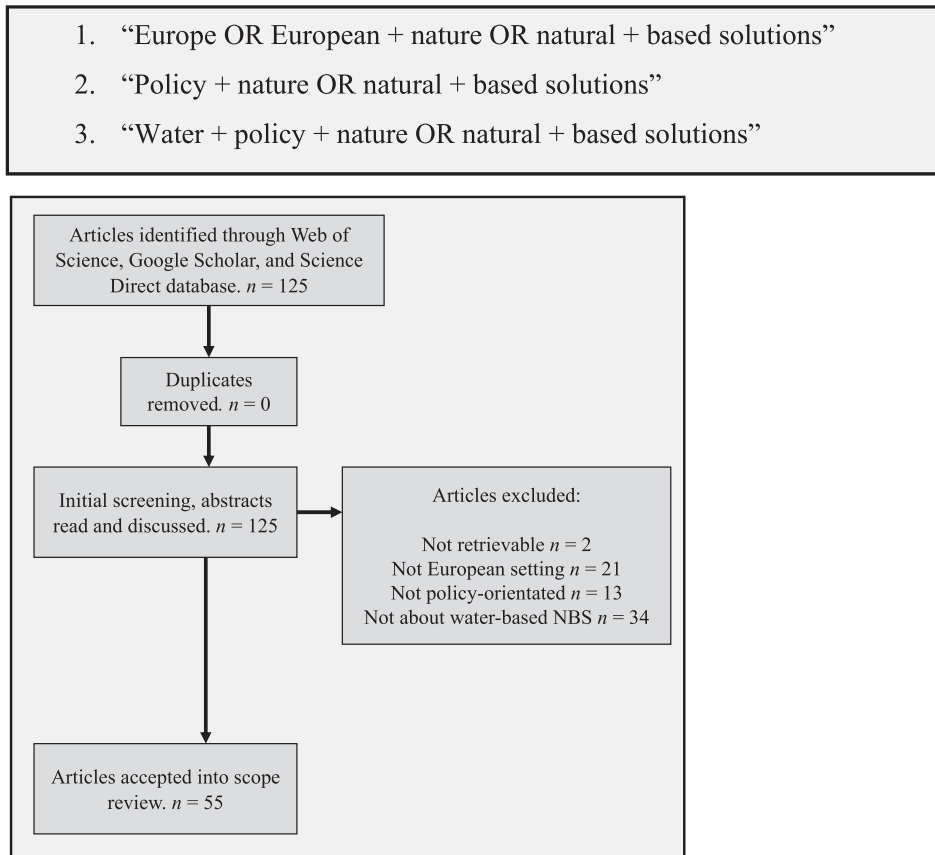 1. “Europe OR European + nature OR natural + based solutions”
2. “Policy + nature OR natural + based solutions”
3. “Water + policy + nature OR natural + based solutions”
Articles identified through Web of
Science, Google Scholar, and Science
Direct database. n = 125
Duplicates
removed. n = 0
Initial screening, abstracts
read and discussed. n = 125
Articles excluded:
Not retrievable n = 2
Not European setting n = 21
Not policy-orientated n = 13
Not about water-based NBS n = 34
Articles accepted into scope
review. n = 55